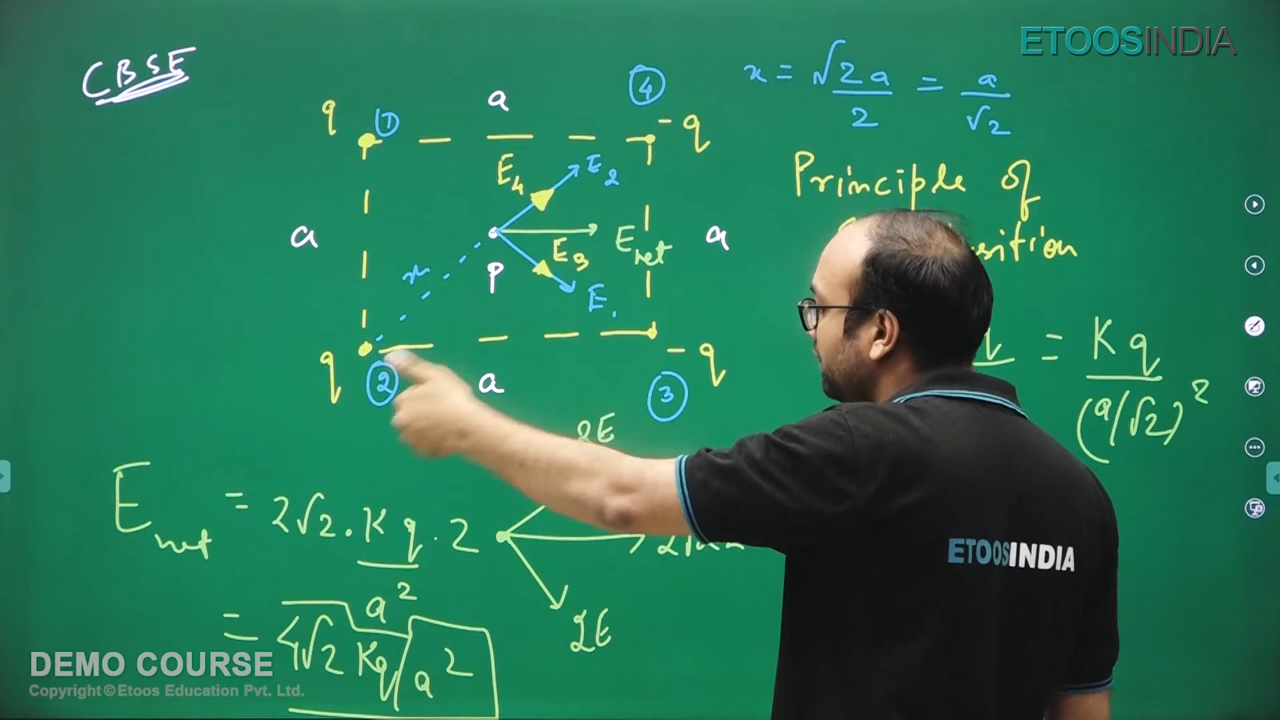 ETOOSINDIA
CBSE
x = √2 a / 2 = a / √2
q ① a ④ -q
Principle of
E4 E2
a P E3 Enet a
x E1
q ② a ③ -q
= Kq / (a/√2)²
2E
Enet = 2√2 · Kq / a² · 2
2E
= 4√2 Kq / a²
ETOOSINDIA
DEMO COURSE
Copyright © Etoos Education Pvt. Ltd.